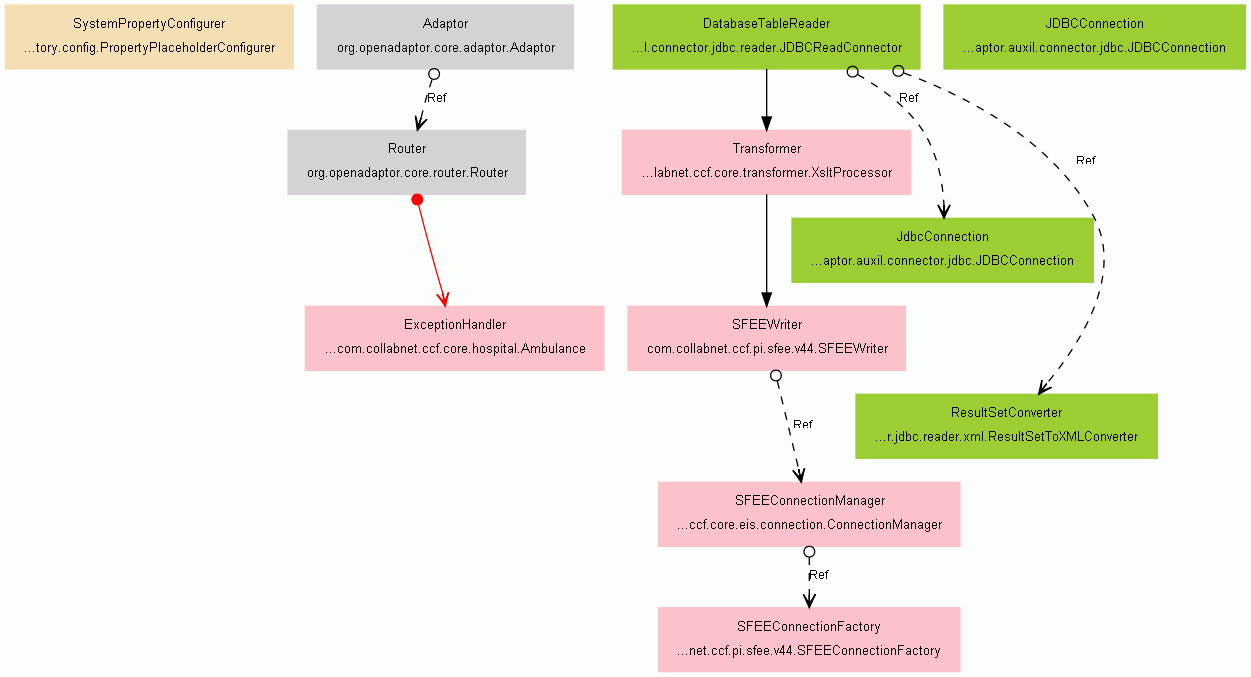 SystemPropertyConfigurer
...tory.config.PropertyPlaceholderConfigurer
Adaptor
org.openadaptor.core.adaptor.Adaptor
DatabaseTableReader
...l.connector.jdbc.reader.JDBCReadConnector
JDBCConnection
...aptor.auxil.connector.jdbc.JDBCConnection
Ref
Ref
Router
org.openadaptor.core.router.Router
Transformer
...labnet.ccf.core.transformer.XsltProcessor
Ref
JdbcConnection
...aptor.auxil.connector.jdbc.JDBCConnection
ExceptionHandler
...com.collabnet.ccf.core.hospital.Ambulance
SFEEWriter
com.collabnet.ccf.pi.sfee.v44.SFEEWriter
ResultSetConverter
...r.jdbc.reader.xml.ResultSetToXMLConverter
Ref
SFEEConnectionManager
...ccf.core.eis.connection.ConnectionManager
Ref
SFEEConnectionFactory
...net.ccf.pi.sfee.v44.SFEEConnectionFactory